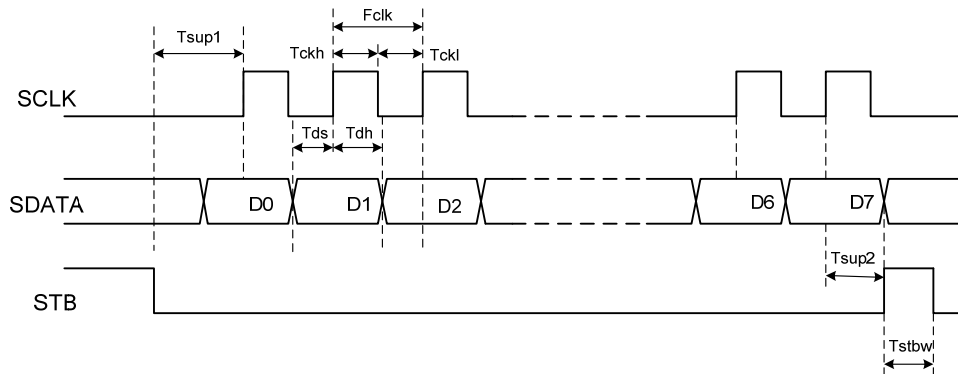 Fclk
Tsup1
Tckh
Tckl
SCLK
Tds
Tdh
SDATA
D0
D1
D2
D6
D7
Tsup2
STB
Tstbw